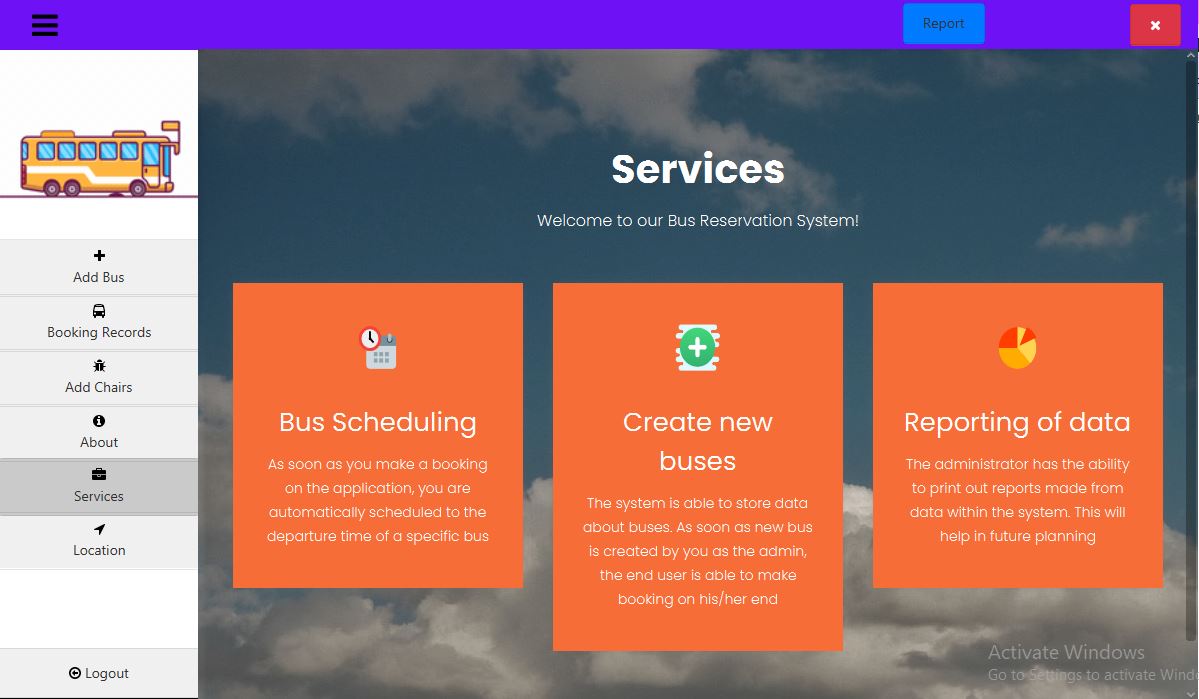 Report
Add Bus
Booking Records
Add Chairs
About
Services
Location
Logout
Services
Welcome to our Bus Reservation System!
Bus Scheduling
As soon as you make a booking
on the application, you are
automatically scheduled to the
departure time of a specific bus
Create new
buses
The system is able to store data
about buses. As soon as new bus
is created by you as the admin,
the end user is able to make
booking on his/her end
Reporting of data
The administrator has the ability
to print out reports made from
data within the system. This will
help in future planning
Activate Windows
Go to Settings to activate Wind